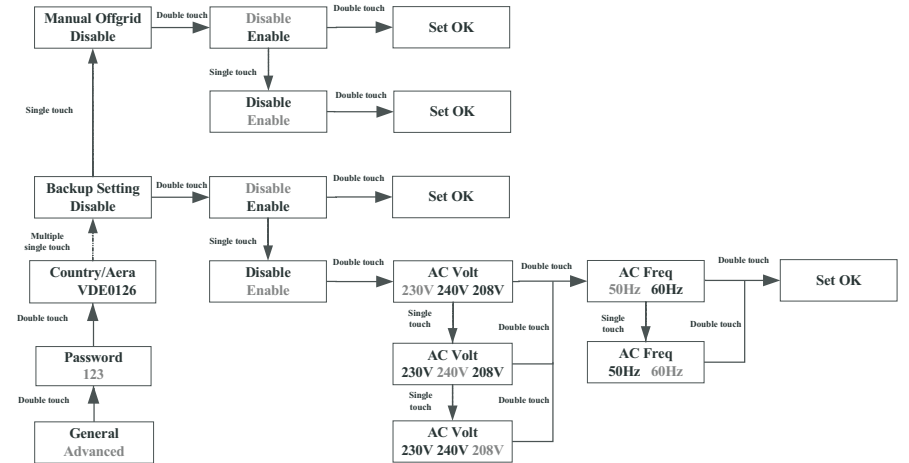 Double touch
Double touch
Manual Offgrid
Disable
Disable
Enable
Set OK
Single touch
Double touch
Single touch
Disable
Enable
Set OK
Backup Setting
Disable
Double touch
Disable
Enable
Double touch
Set OK
Multiple
single touch
Single touch
Country/Aera
VDE0126
Disable
Enable
Double touch
AC Volt
230V 240V 208V
Double touch
AC Freq
50Hz 60Hz
Double touch
Set OK
Double touch
Single
touch
Double touch
Single
touch
Double touch
Password
123
AC Volt
230V 240V 208V
AC Freq
50Hz 60Hz
Double touch
Single
touch
Double touch
General
Advanced
AC Volt
230V 240V 208V